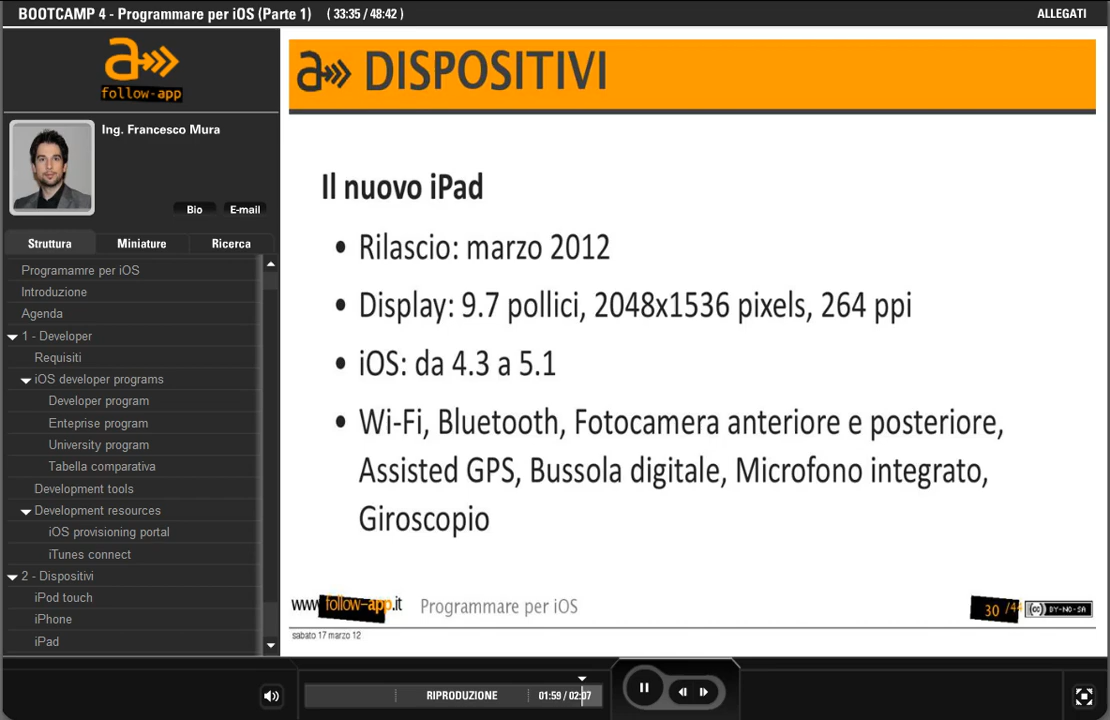 BOOTCAMP 4 - Programmare per iOS (Parte 1) ( 33:35 / 48:42 )
ALLEGATI
a
follow-app
Ing. Francesco Mura
Bio
E-mail
Struttura
Miniature
Ricerca
Programamre per iOS
Introduzione
Agenda
1 - Developer
Requisiti
iOS developer programs
Developer program
Enteprise program
University program
Tabella comparativa
Development tools
Development resources
iOS provisioning portal
iTunes connect
2 - Dispositivi
iPod touch
iPhone
iPad
a DISPOSITIVI
Il nuovo iPad
• Rilascio: marzo 2012
• Display: 9.7 pollici, 2048x1536 pixels, 264 ppi
• iOS: da 4.3 a 5.1
• Wi-Fi, Bluetooth, Fotocamera anteriore e posteriore,
Assisted GPS, Bussola digitale, Microfono integrato,
Giroscopio
www.follow-app.it
Programmare per iOS
30
cc BY-NC-SA
sabato 17 marzo 12
RIPRODUZIONE
01:59 / 02:07